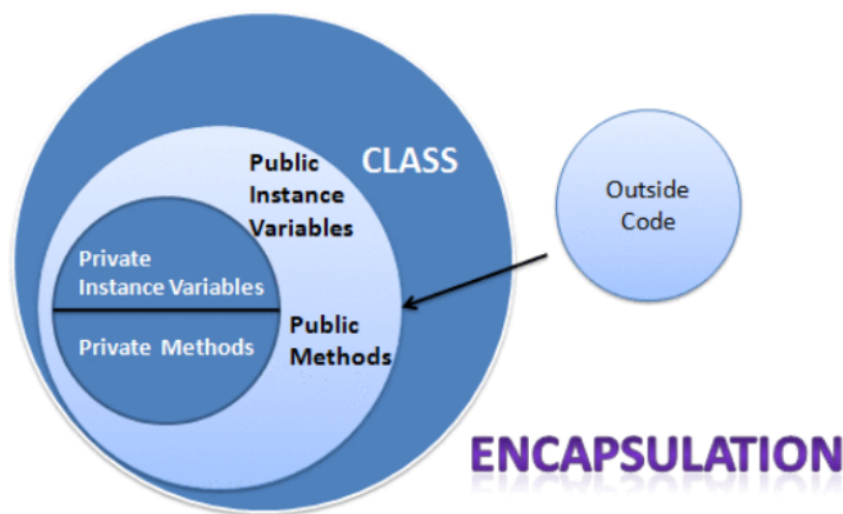 Public
Instance
Variables
CLASS
Outside
Code
Private
Instance Variables
Private Methods
Public
Methods
ENCAPSULATION